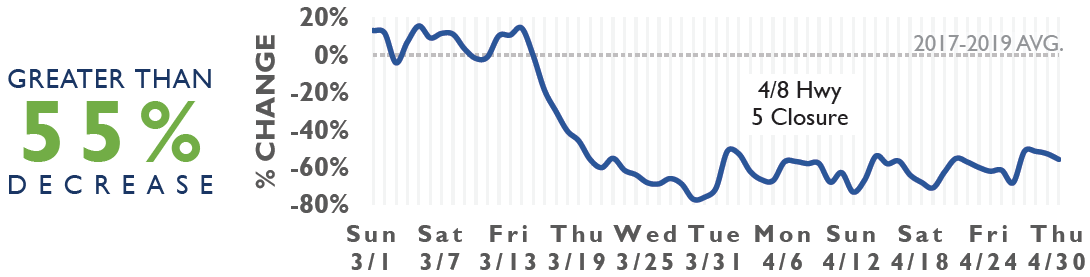 GREATER THAN
55%
DECREASE
% CHANGE
20%
0%
-20%
-40%
-60%
-80%
2017-2019 AVG.
4/8 Hwy
5 Closure
Sun Sat Fri Thu Wed Tue Mon Sun Sat Fri Thu
3/1 3/7 3/13 3/19 3/25 3/31 4/6 4/12 4/18 4/24 4/30